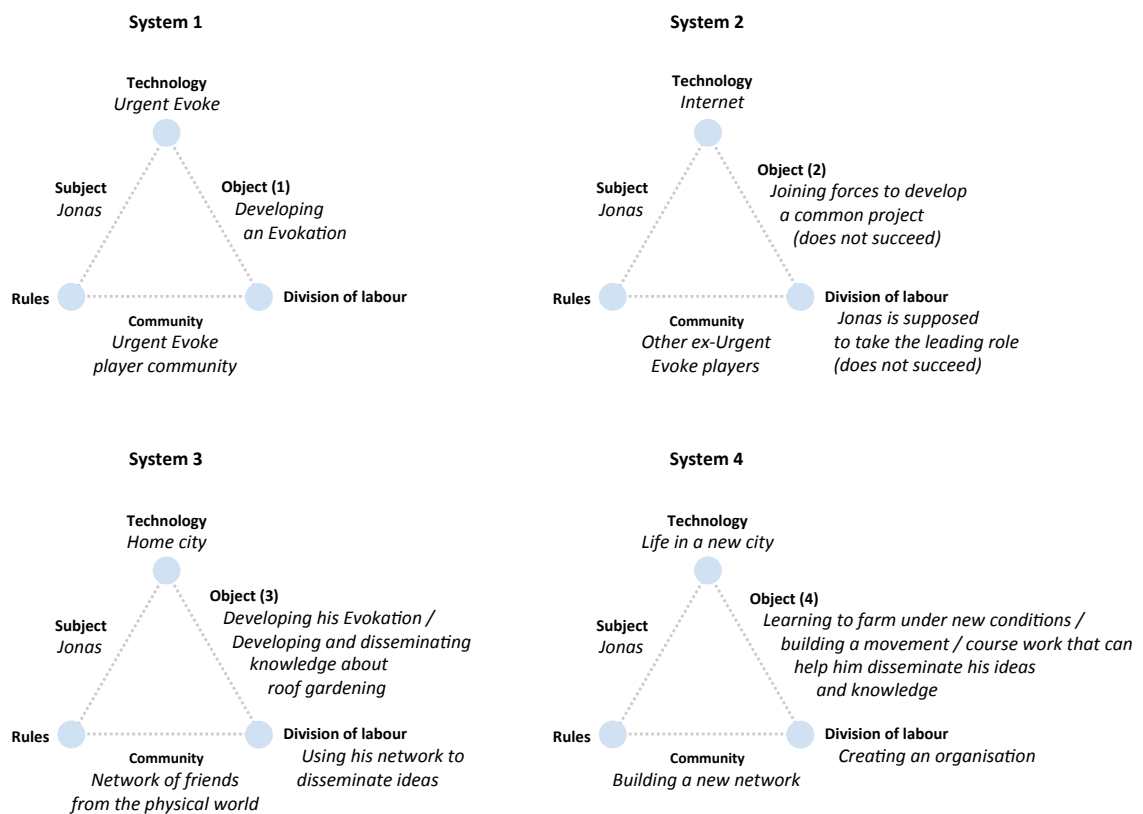 System 1
Technology
Urgent Evoke
Subject
Jonas
Object (1)
Developing
an Evokation
Rules
Division of labour
Community
Urgent Evoke
player community
System 2
Technology
Internet
Subject
Jonas
Object (2)
Joining forces to develop
a common project
(does not succeed)
Rules
Division of labour
Jonas is supposed
to take the leading role
(does not succeed)
Community
Other ex-Urgent
Evoke players
System 3
Technology
Home city
Subject
Jonas
Object (3)
Developing his Evokation /
Developing and disseminating
knowledge about
roof gardening
Rules
Division of labour
Using his network to
disseminate ideas
Community
Network of friends
from the physical world
System 4
Technology
Life in a new city
Subject
Jonas
Object (4)
Learning to farm under new conditions /
building a movement / course work that can
help him disseminate his ideas
and knowledge
Rules
Division of labour
Creating an organisation
Community
Building a new network